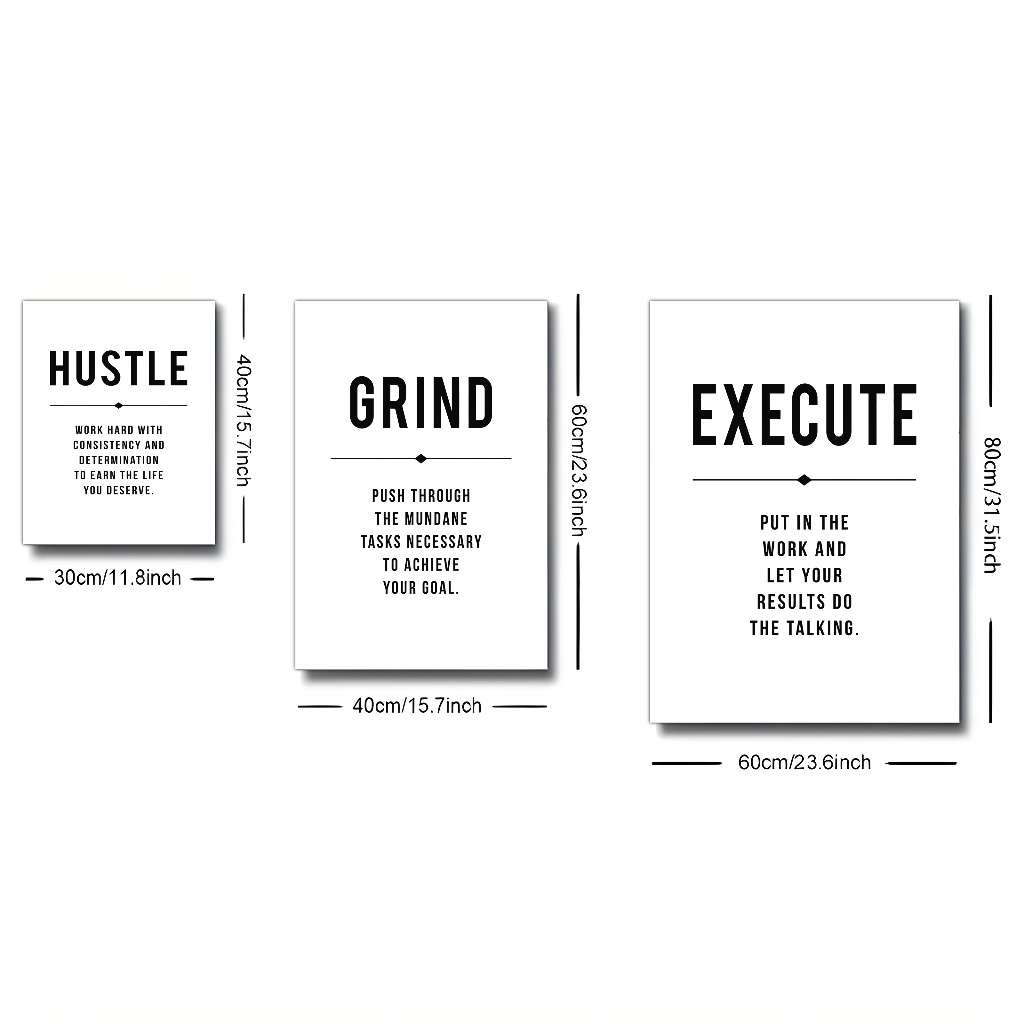 HUSTLE
WORK HARD WITH
CONSISTENCY AND
DETERMINATION
TO EARN THE LIFE
YOU DESERVE.
40cm/15.7inch
30cm/11.8inch
GRIND
PUSH THROUGH
THE MUNDANE
TASKS NECESSARY
TO ACHIEVE
YOUR GOAL.
60cm/23.6inch
40cm/15.7inch
EXECUTE
PUT IN THE
WORK AND
LET YOUR
RESULTS DO
THE TALKING.
80cm/31.5inch
60cm/23.6inch